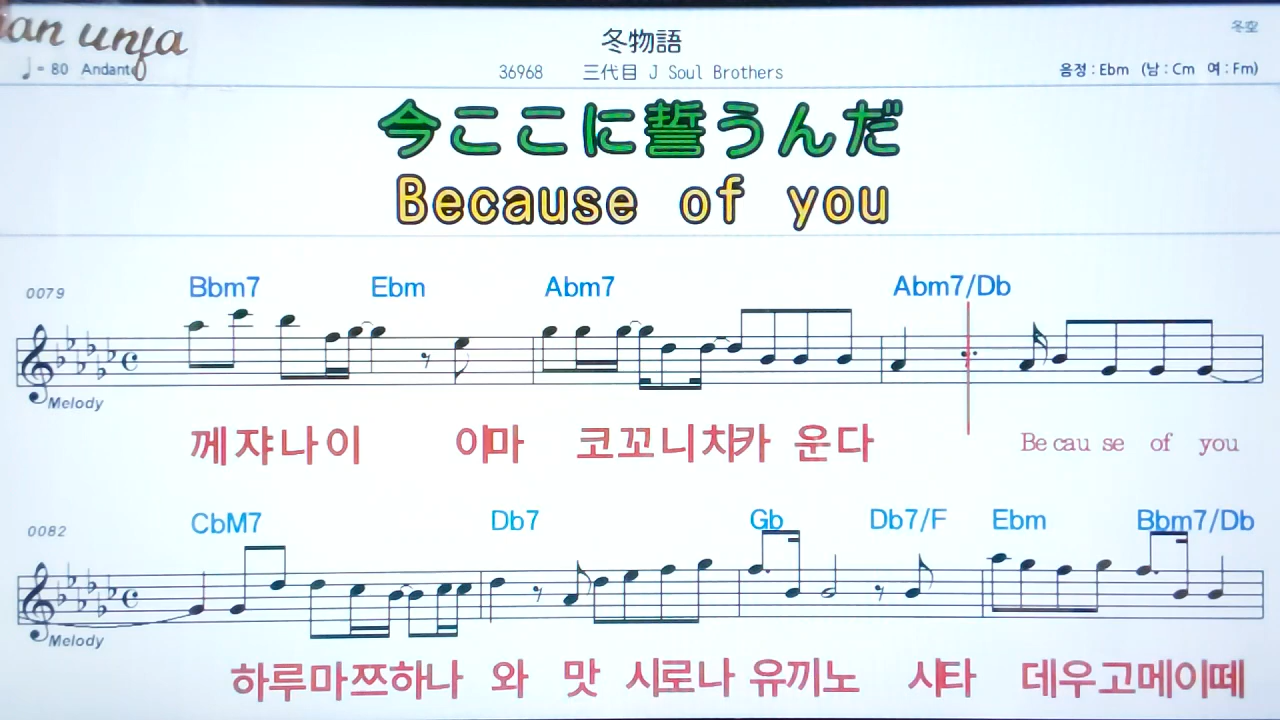 an unfa
冬物語
冬空
♩= 80 Andante
36968 三代目 J Soul Brothers
음정 : Ebm (남 : Cm 여 : Fm)
今ここに誓うんだ
Because of you
0079 Bbm7 Ebm Abm7 Abm7/Db
Melody
께 쟈나이 이마 코꼬니치카 운다 Be cau se of you
0082 CbM7 Db7 Gb Db7/F Ebm Bbm7/Db
Melody
하루마쯔하나 와 맛 시로나 유끼노 시타 데우고메이떼